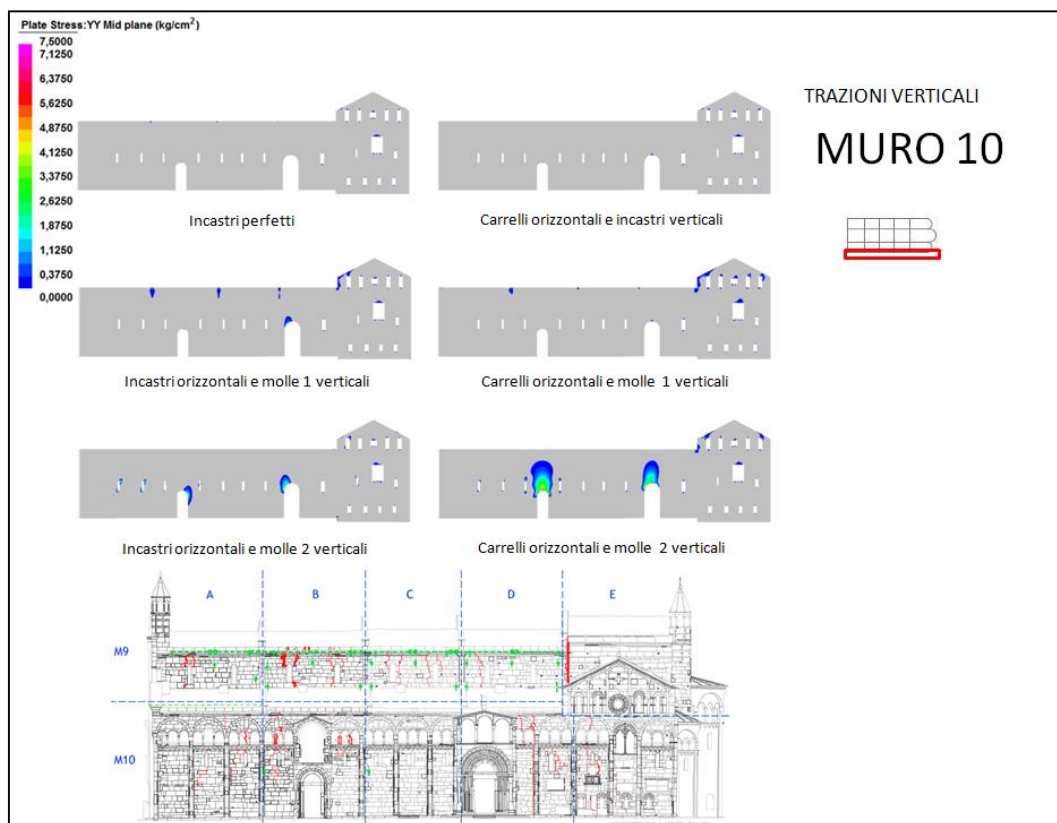 Plate Stress:YY Mid plane (kg/cm²)
7,5000
7,1250
6,3750
5,6250
4,8750
4,1250
3,3750
2,6250
1,8750
1,1250
0,3750
0,0000
TRAZIONI VERTICALI
MURO 10
Incastri perfetti
Carrelli orizzontali e incastri verticali
Incastri orizzontali e molle 1 verticali
Carrelli orizzontali e molle 1 verticali
Incastri orizzontali e molle 2 verticali
Carrelli orizzontali e molle 2 verticali
A B C D E
M9
M10